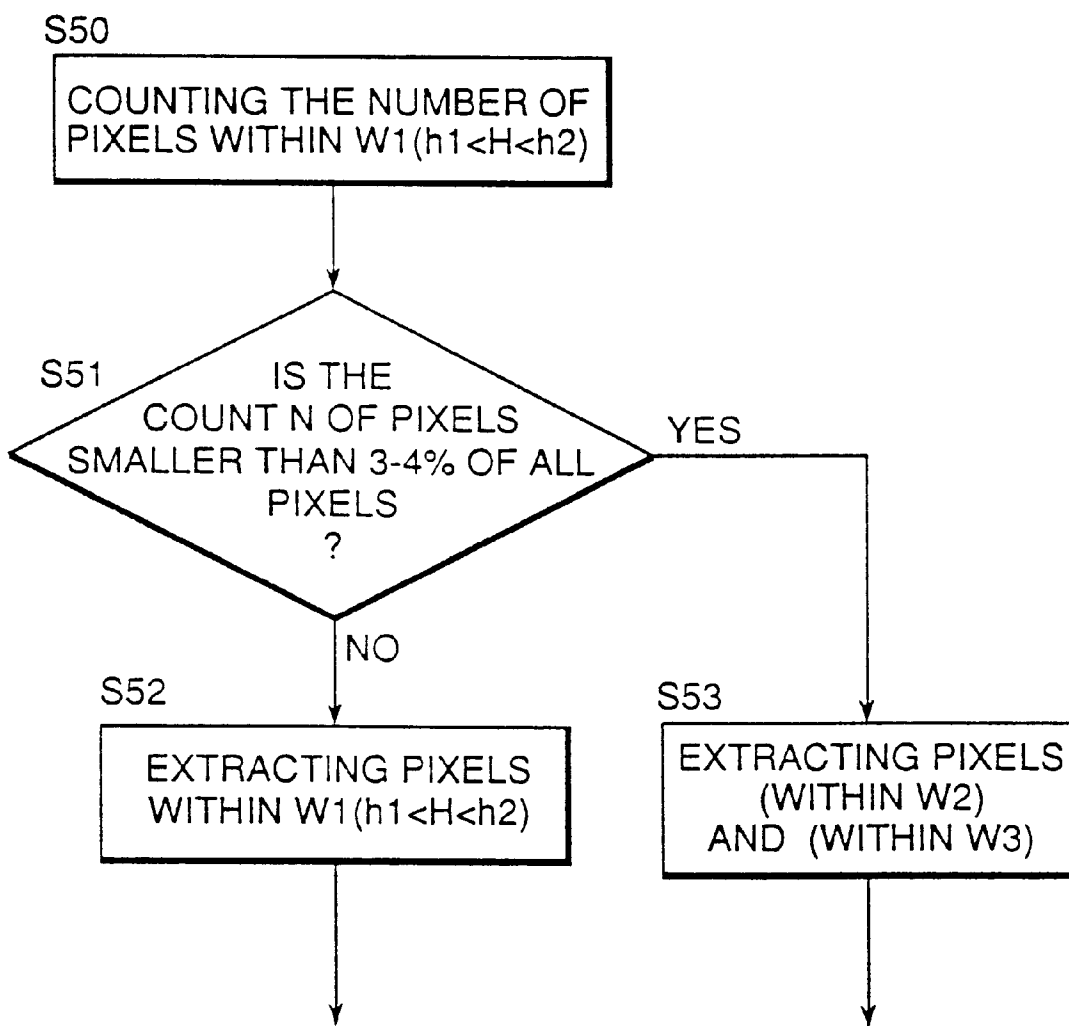 S50
COUNTING THE NUMBER OF
PIXELS WITHIN W1(h1<H<h2)
S51
IS THE
COUNT N OF PIXELS
SMALLER THAN 3-4% OF ALL
PIXELS
?
YES
NO
S52
EXTRACTING PIXELS
WITHIN W1(h1<H<h2)
S53
EXTRACTING PIXELS
(WITHIN W2)
AND (WITHIN W3)